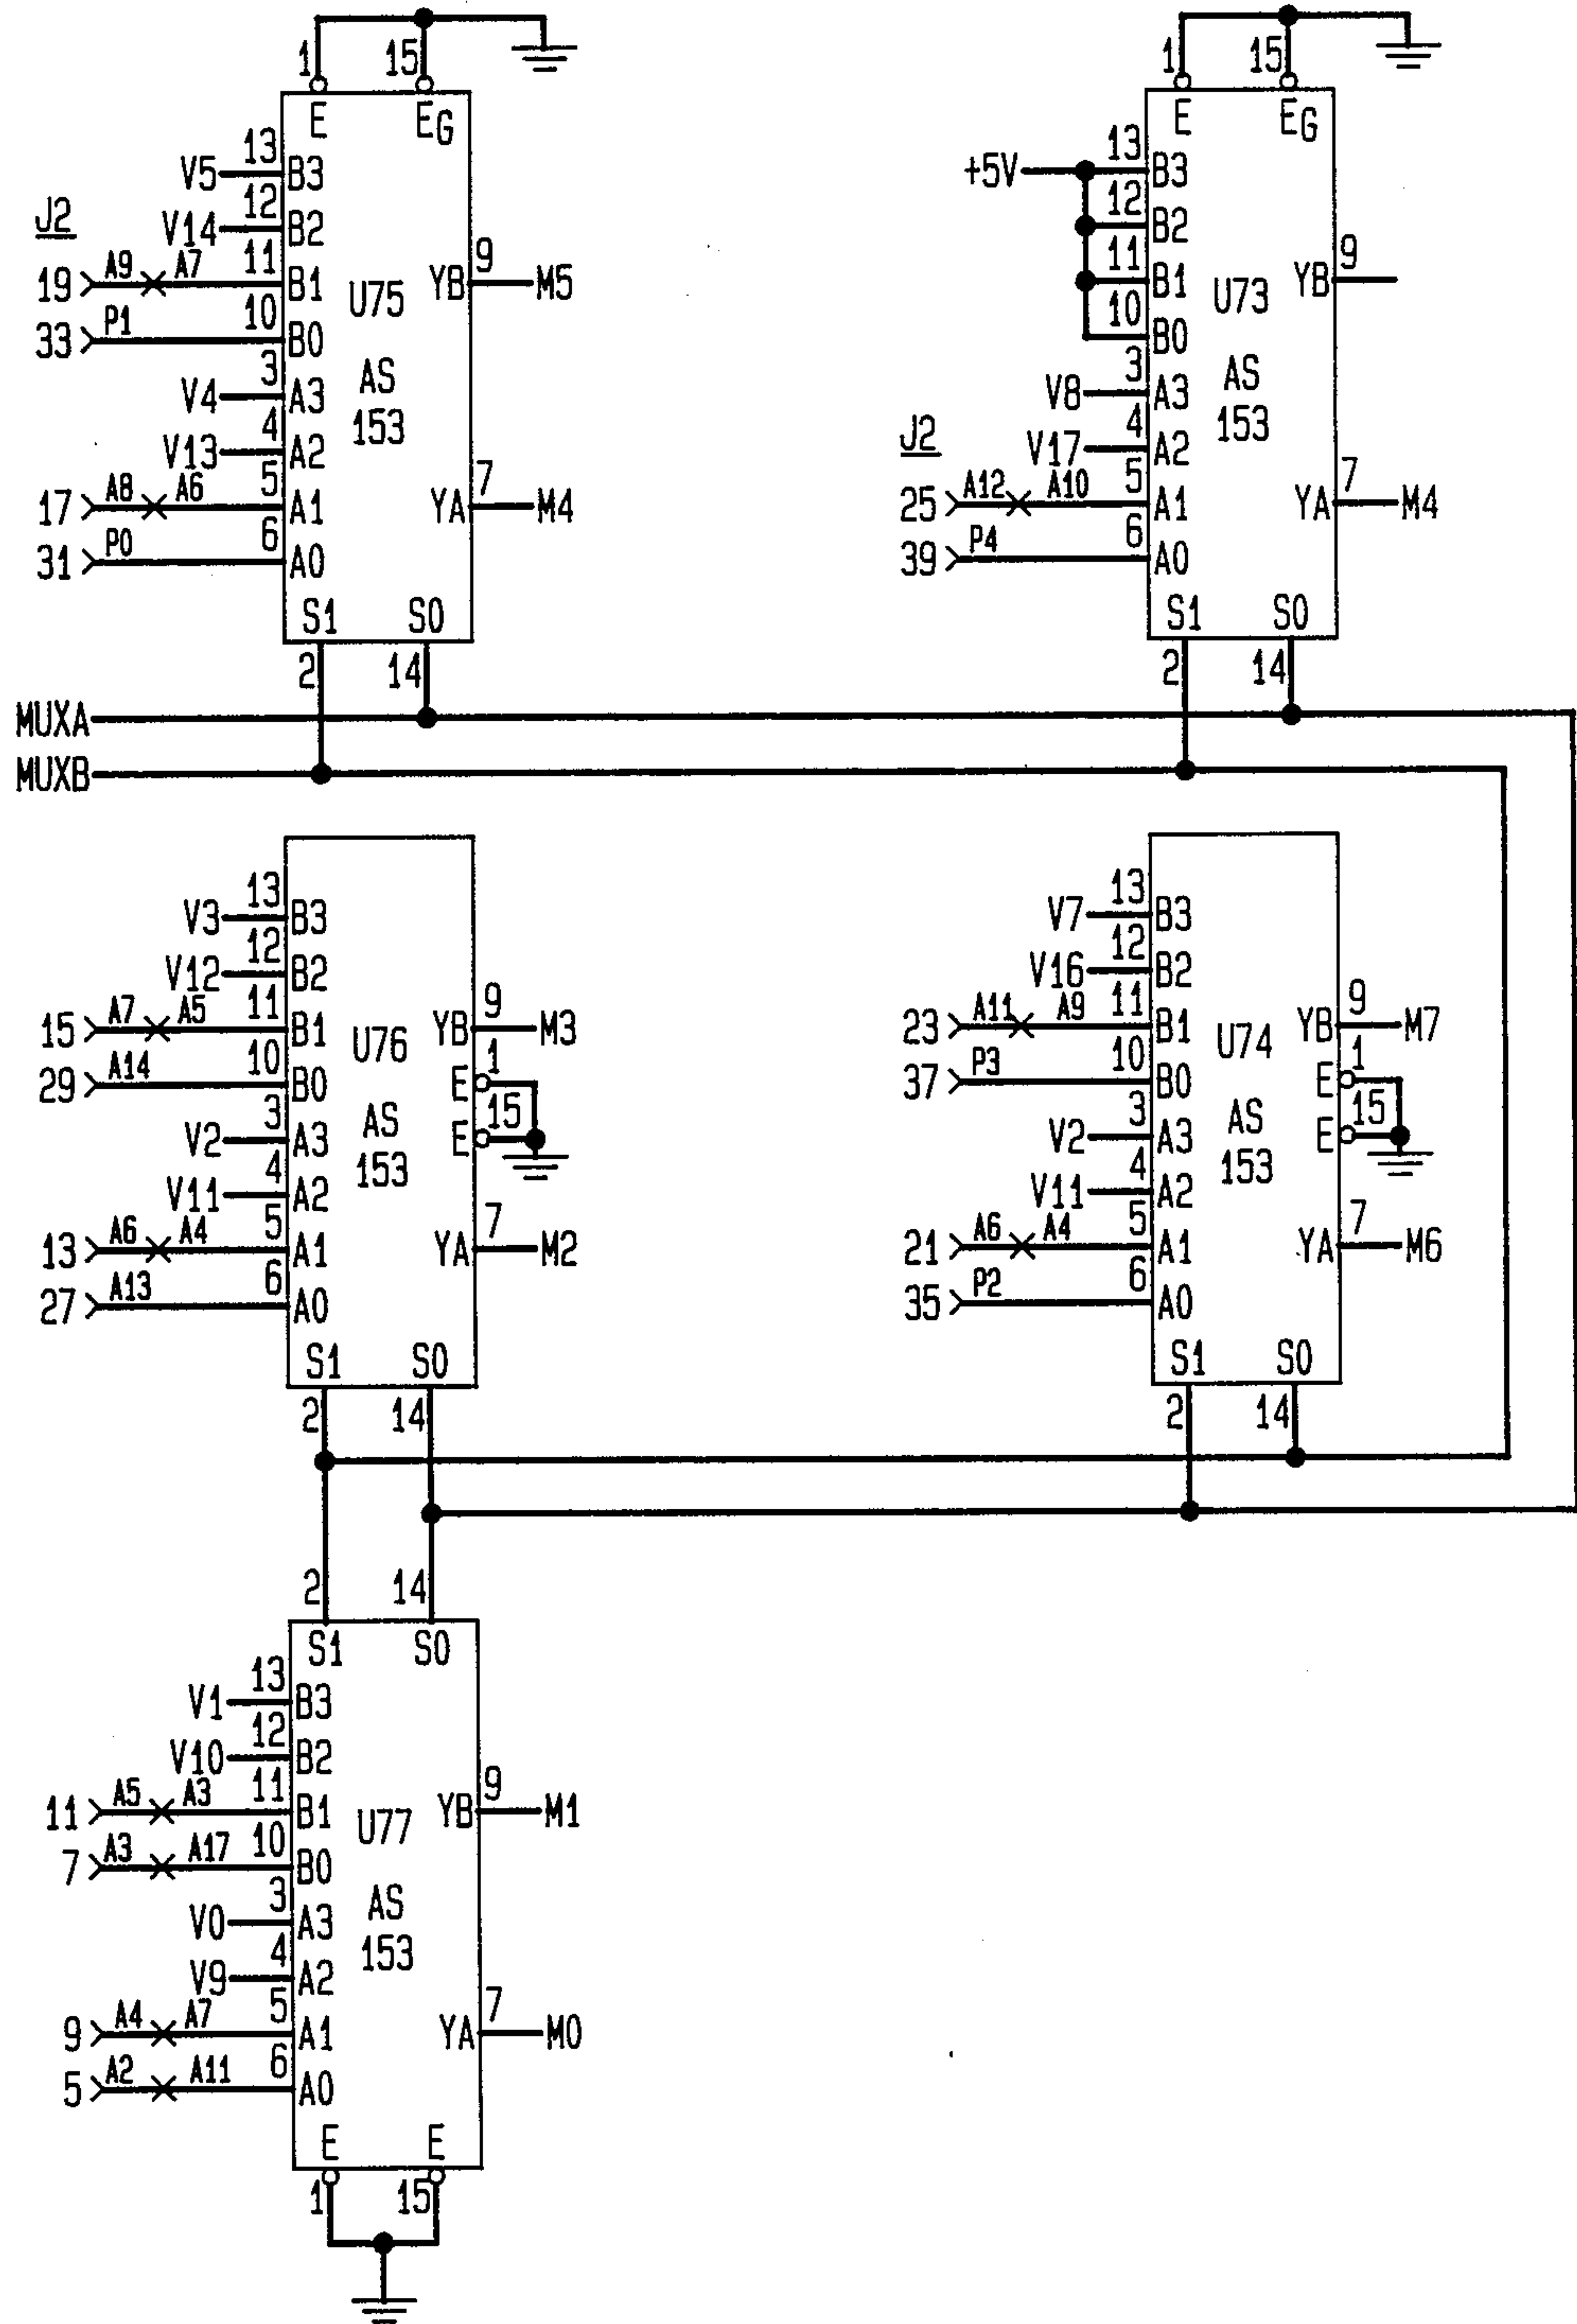 1 15
E EG
V5 13 B3
J2
V14 12 B2
19 A9 A7 11 B1
33 P1 10 B0
V4 3 A3
V13 4 A2
17 A8 A6 5 A1
31 P0 6 A0
U75
AS
153
YB 9 M5
YA 7 M4
S1 S0
2 14
1 15
E EG
+5V 13 B3
12 B2
11 B1
10 B0
V8 3 A3
J2
V17 4 A2
25 A12 A10 5 A1
39 P4 6 A0
U73
AS
153
YB 9
YA 7 M4
S1 S0
2 14
MUXA
MUXB
V3 13 B3
V12 12 B2
15 A7 A5 11 B1
29 A14 10 B0
V2 3 A3
V11 4 A2
13 A6 A4 5 A1
27 A13 6 A0
U76
AS
153
YB 9 M3
E 1
E 15
YA 7 M2
S1 S0
2 14
V7 13 B3
V16 12 B2
23 A11 A9 11 B1
37 P3 10 B0
V2 3 A3
V11 4 A2
21 A6 A4 5 A1
35 P2 6 A0
U74
AS
153
YB 9 M7
E 1
E 15
YA 7 M6
S1 S0
2 14
2 14
S1 S0
V1 13 B3
V10 12 B2
11 A5 A3 11 B1
7 A3 A17 10 B0
V0 3 A3
V9 4 A2
9 A4 A7 5 A1
5 A2 A11 6 A0
U77
AS
153
YB 9 M1
YA 7 M0
E E
1 15